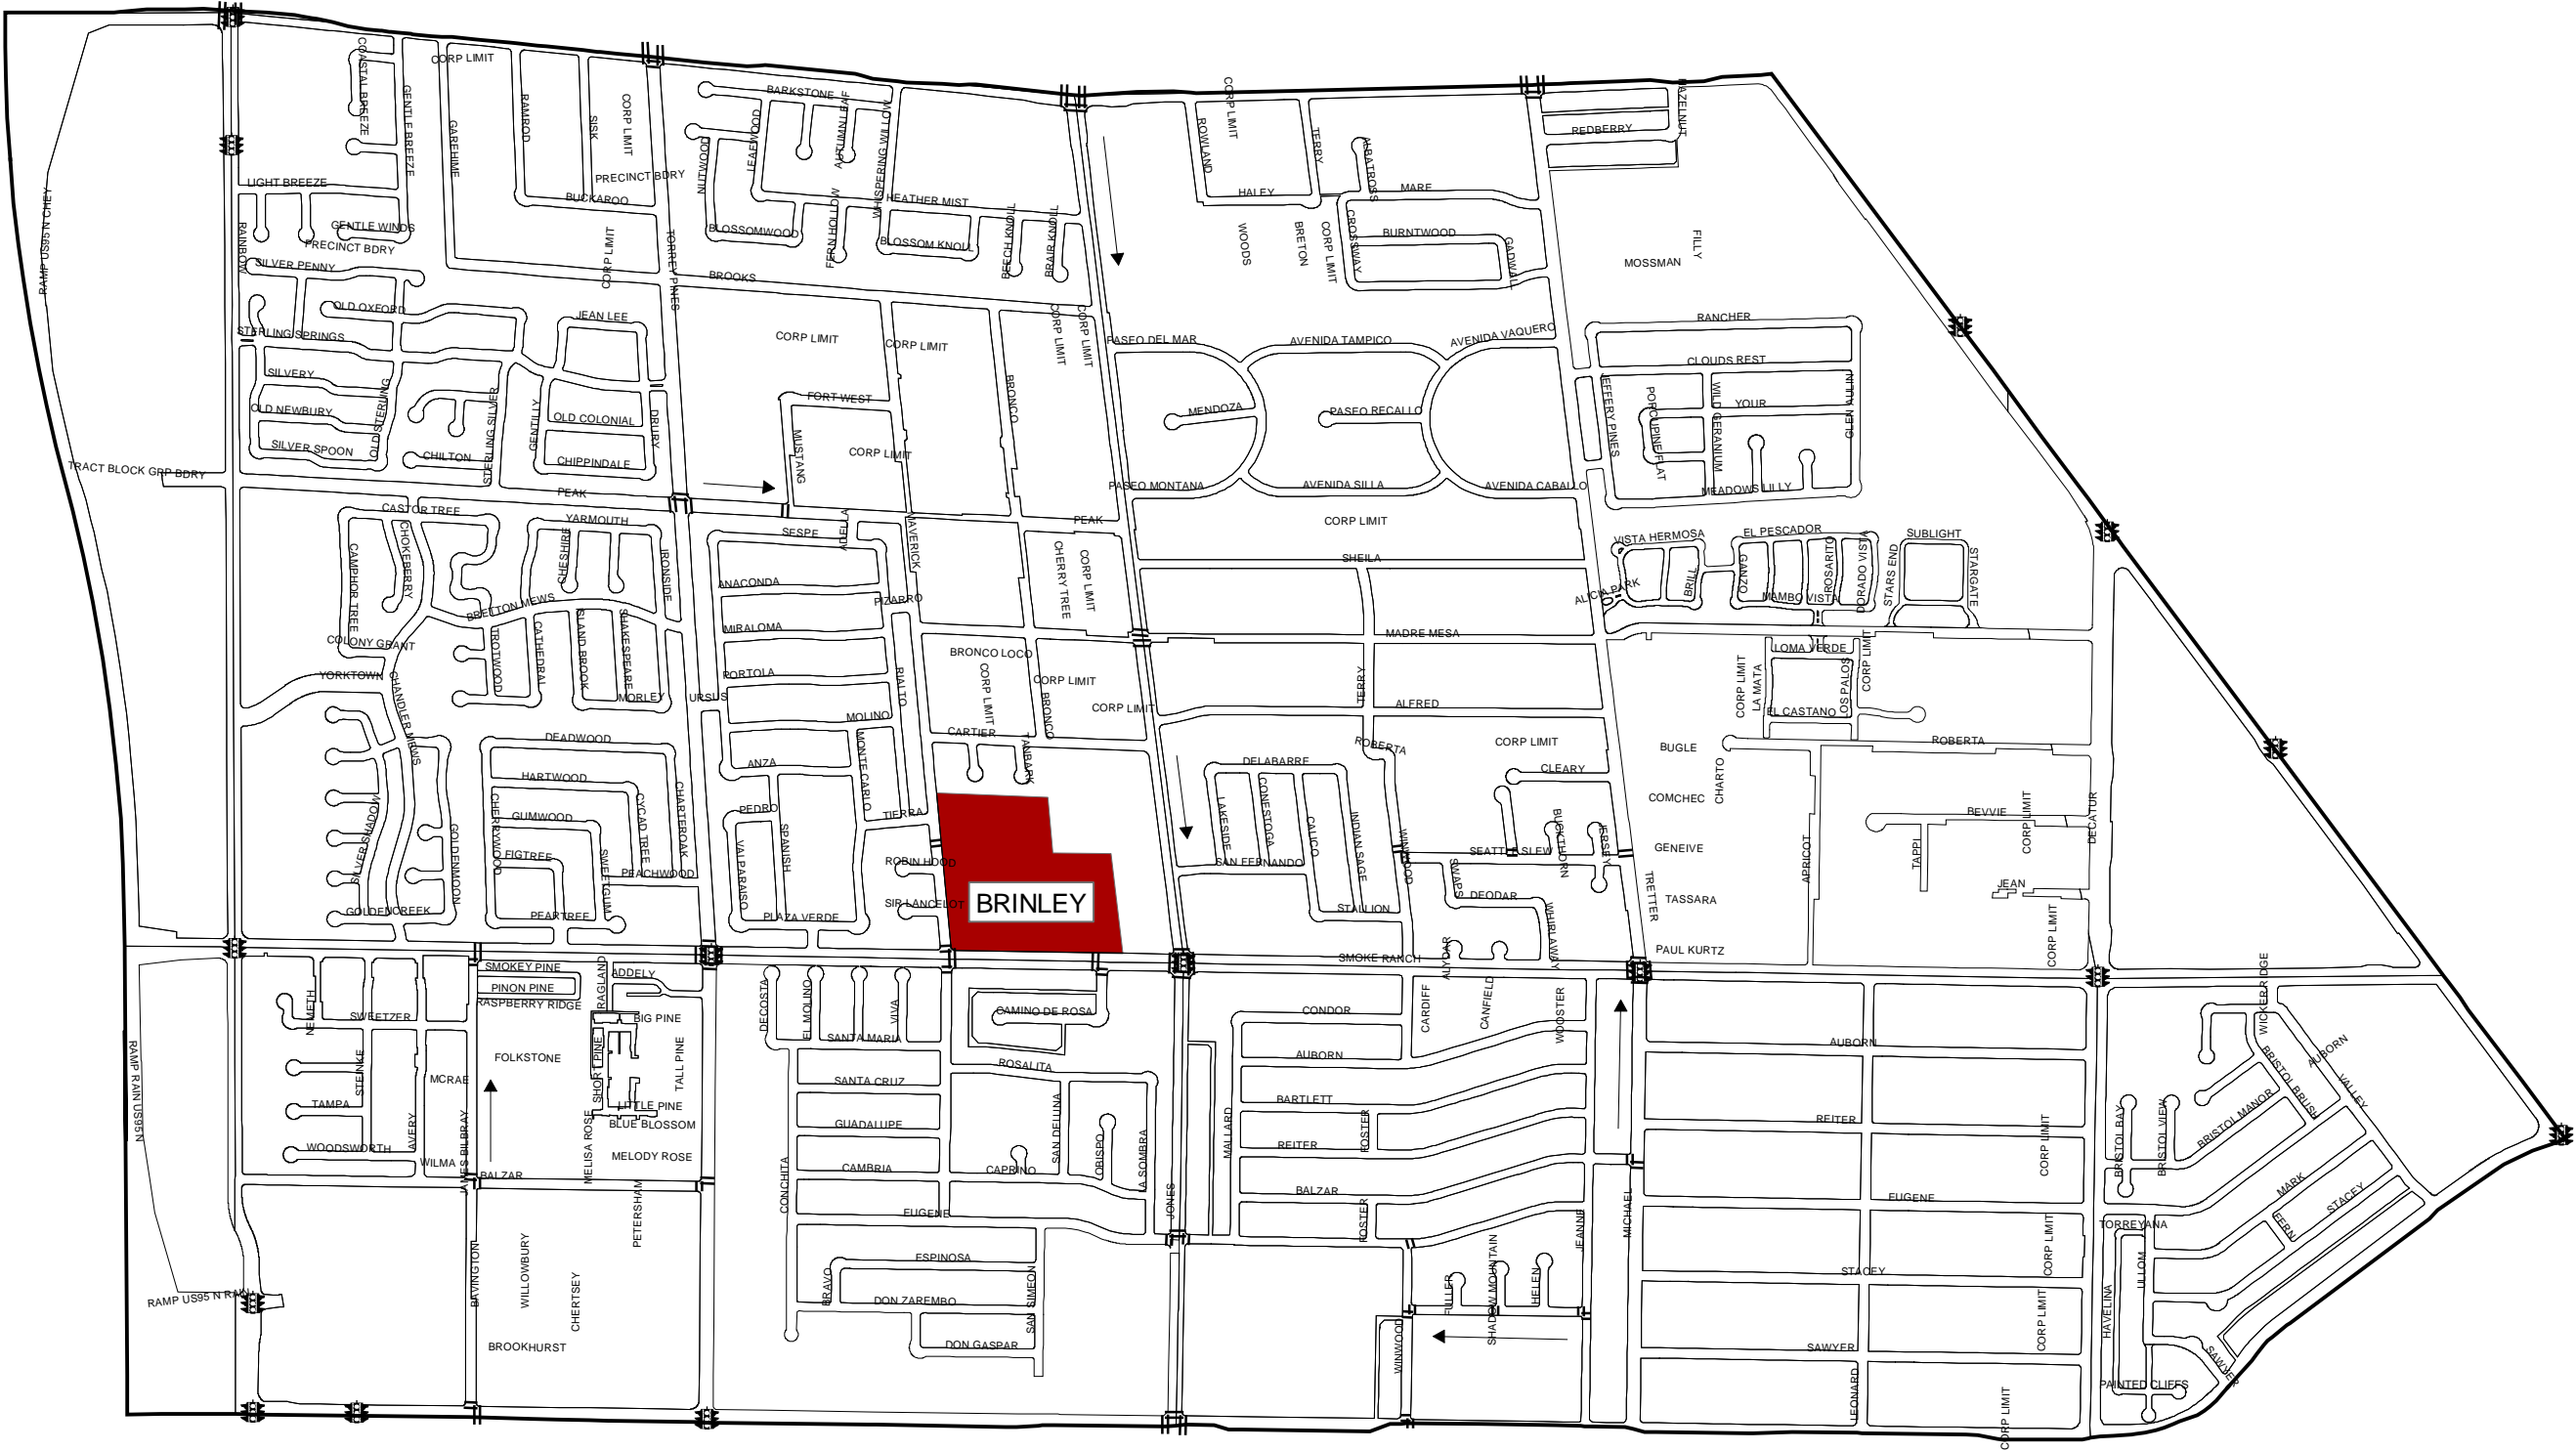 CORP LIMIT
COASTAL BREEZE
GENTLE BREEZE
GAREHIME
RAMROD
SISK
CORP LIMIT
PRECINCT BDRY
BUCKAROO
LIGHT BREEZE
GENTLE WINDS
PRECINCT BDRY
RAINBOW
RAMP US95 N CHEY
SILVER PENNY
OLD OXFORD
STERLING SPRINGS
SILVERY
OLD NEWBURY
SILVER SPOON
OLD STERLING
CHILTON
STERLING SILVER
GENTILLY
JEAN LEE
OLD COLONIAL
CHIPPINDALE
DRURY
CORP LIMIT
TORREY PINES
TRACT BLOCK GRP BDRY
PEAK
BARKSTONE
NUTWOOD
LEAFWOOD
AUTUMN LEAF
WHISPERING WILLOW
HEATHER MIST
BLOSSOMWOOD
FERN HOLLOW
BLOSSOM KNOLL
BEECH KNOLL
BRIAR KNOLL
BROOKS
CORP LIMIT
CORP LIMIT
CORP LIMIT
CORP LIMIT
FORT WEST
MUSTANG
CORP LIMIT
BRONCO
PEAK
CORP LIMIT
ROWLAND
TERRY
ALBATROSS
HALEY
MARE
WOODS
BRETON
CORP LIMIT
CROSSWAY
BURNTWOOD
GADWALL
REDBERRY
HAZELNUT
FILLY
MOSSMAN
PASEO DEL MAR
AVENIDA TAMPICO
AVENIDA VAQUERO
MENDOZA
PASEO RECALLO
PASEO MONTANA
AVENIDA SILLA
AVENIDA CABALLO
CORP LIMIT
SHEILA
RANCHER
CLOUDS REST
JEFFERY PINES
PORCUPINE FLAT
WILD GERANIUM
YOUR
GLEN AULIN
MEADOWS LILLY
VISTA HERMOSA
EL PESCADOR
SUBLIGHT
ALICIA PARK
BRILL
GANZO
ROSARITO
DORADO VISTA
STARS END
STARGATE
MAMBO VISTA
CASTOR TREE
CAMPHOR TREE
CHOKEBERRY
YARMOUTH
CHESHIRE
IRONSIDE
BRETTON MEWS
COLONY GRANT
YORKTOWN
TROTWOOD
CATHEDRAL
ISLAND BROOK
SHAKESPEARE
MORLEY
URSUS
CHANDLER MEWS
SESPE
ADELA
MAVERICK
ANACONDA
PIZARRO
MIRALOMA
PORTOLA
RIALTO
MOLINO
MONTE CARLO
ANZA
PEDRO
VALPARAISO
SPANISH
TIERRA
PLAZA VERDE
CHERRY TREE
CORP LIMIT
BRONCO LOCO
CORP LIMIT
CORP LIMIT
BRONCO
CORP LIMIT
CARTIER
TANBARK
ROBIN HOOD
SIR LANCELOT
BRINLEY
MADRE MESA
TERRY
ALFRED
ROBERTA
CORP LIMIT
DELABARRE
LAKESIDE
CONESTOGA
CALICO
INDIAN SAGE
SAN FERNANDO
STALLION
WINWOOD
CLEARY
SEATTLE SLEW
BUCKTHORN
JERSEY
SWAPS
DEODAR
WHIRLAWAY
ALYDAR
SMOKE RANCH
LOMA VERDE
CORP LIMIT
LA MATA
LOS PALOS
CORP LIMIT
EL CASTANO
BUGLE
ROBERTA
CHARTO
COMCHEC
GENEIVE
TRETTER
TASSARA
PAUL KURTZ
APRICOT
BEVVIE
TAPPI
CORP LIMIT
DECATUR
JEAN
CORP LIMIT
SILVER SHADOW
GOLDENMOON
GOLDENCREEK
DEADWOOD
HARTWOOD
GUMWOOD
FIGTREE
CHERRYWOOD
CYCAD TREE
SWEETGUM
CHARTEROAK
PEACHWOOD
PEARTREE
SMOKEY PINE
PINON PINE
RASPBERRY RIDGE
RAGLAND
ADDELY
BIG PINE
NEMETH
SWEETZER
STEINKE
FOLKSTONE
MCRAE
SHORT PINE
TALL PINE
TAMPA
LITTLE PINE
BLUE BLOSSOM
WOODSWORTH
AVERY
WILMA
JAMES BILBRAY
BALZAR
MELISA ROSE
MELODY ROSE
PETERSHAM
BAVINGTON
WILLOWBURY
CHERTSEY
BROOKHURST
RAMP RAIN US95 N
RAMP US95 N RAIN
DECOSTA
EL MOLINO
VIVA
SANTA MARIA
CAMINO DE ROSA
ROSALITA
SANTA CRUZ
GUADALUPE
CAMBRIA
CAPRINO
SAN DELUNA
OBISPO
LA SOMBRA
CONCHITA
EUGENE
ESPINOSA
BRAVO
DON ZAREMBO
DON GASPAR
SAN SIMEON
JONES
CONDOR
AUBORN
BARTLETT
MALLARD
REITER
FOSTER
BALZAR
FOSTER
CARDIFF
CANFIELD
WOOSTER
JEANNE
MICHAEL
FULLER
SHADOW MOUNTAIN
HELEN
WINWOOD
AUBORN
REITER
EUGENE
STACEY
SAWYER
LEONARD
CORP LIMIT
CORP LIMIT
CORP LIMIT
CORP LIMIT
WICKER RIDGE
AUBORN
BRISTOL BRUSH
VALLEY
BRISTOL MANOR
BRISTOL BAY
BRISTOL VIEW
MARK
STACEY
FERN
TORREYANA
LILLOM
HAVELINA
SAWYER
PAINTED CLIFFS